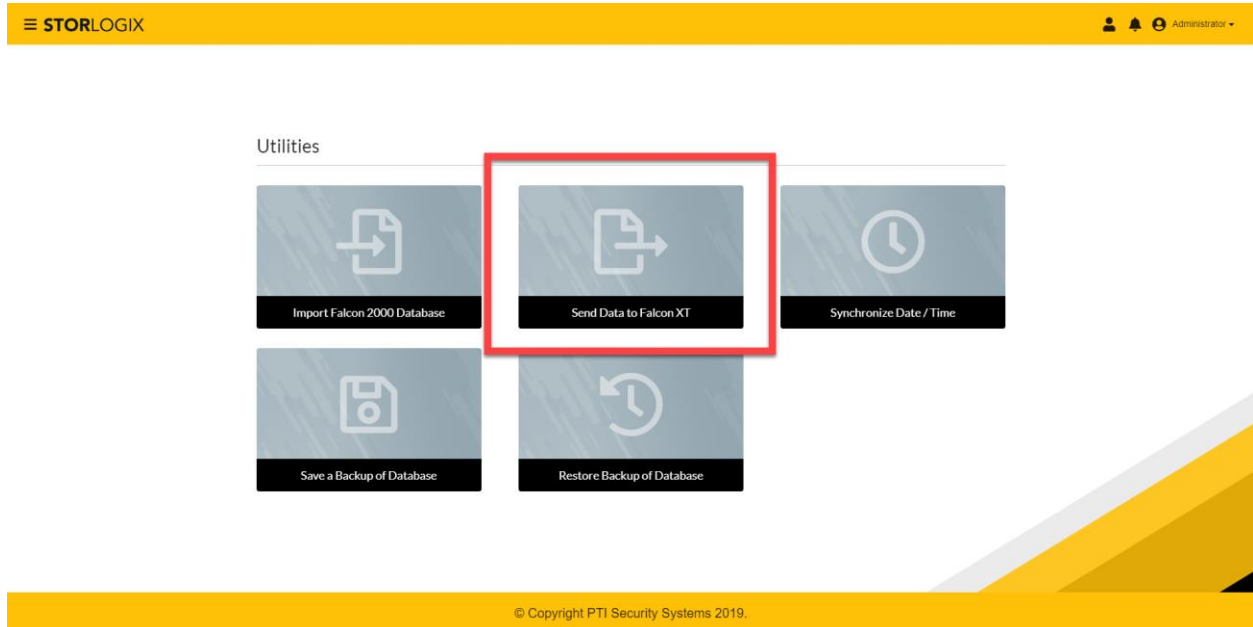 STORLOGIX
Administrator
Utilities
Import Falcon 2000 Database
Send Data to Falcon XT
Synchronize Date / Time
Save a Backup of Database
Restore Backup of Database
© Copyright PTI Security Systems 2019.